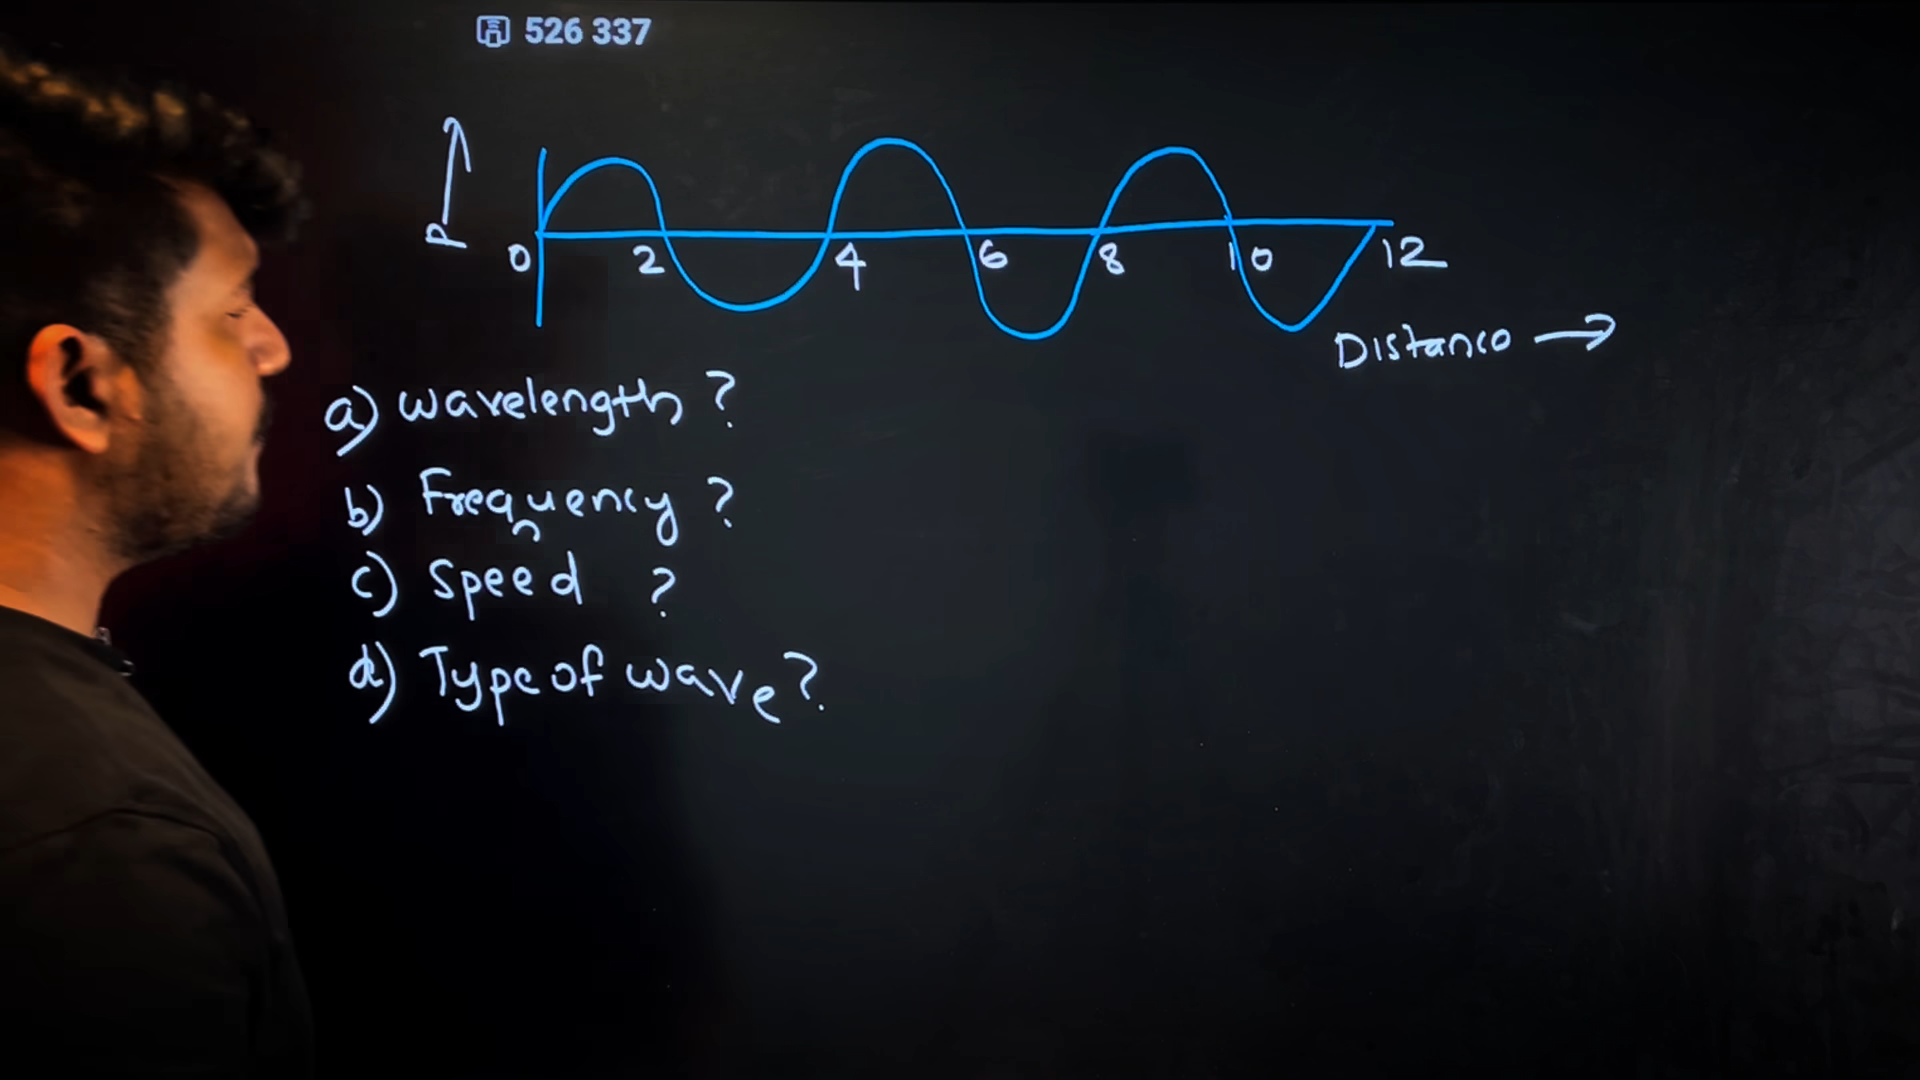 526 337
P
0 2 4 6 8 10 12
Distance →
a) wavelength ?
b) Frequency ?
c) Speed ?
d) Type of wave ?